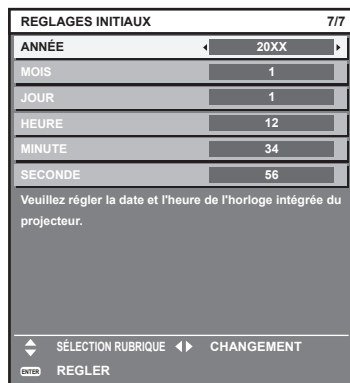 REGLAGES INITIAUX 7/7
ANNÉE 20XX
MOIS 1
JOUR 1
HEURE 12
MINUTE 34
SECONDE 56
Veuillez régler la date et l'heure de l'horloge intégrée du
projecteur.
SÉLECTION RUBRIQUE CHANGEMENT
ENTER REGLER